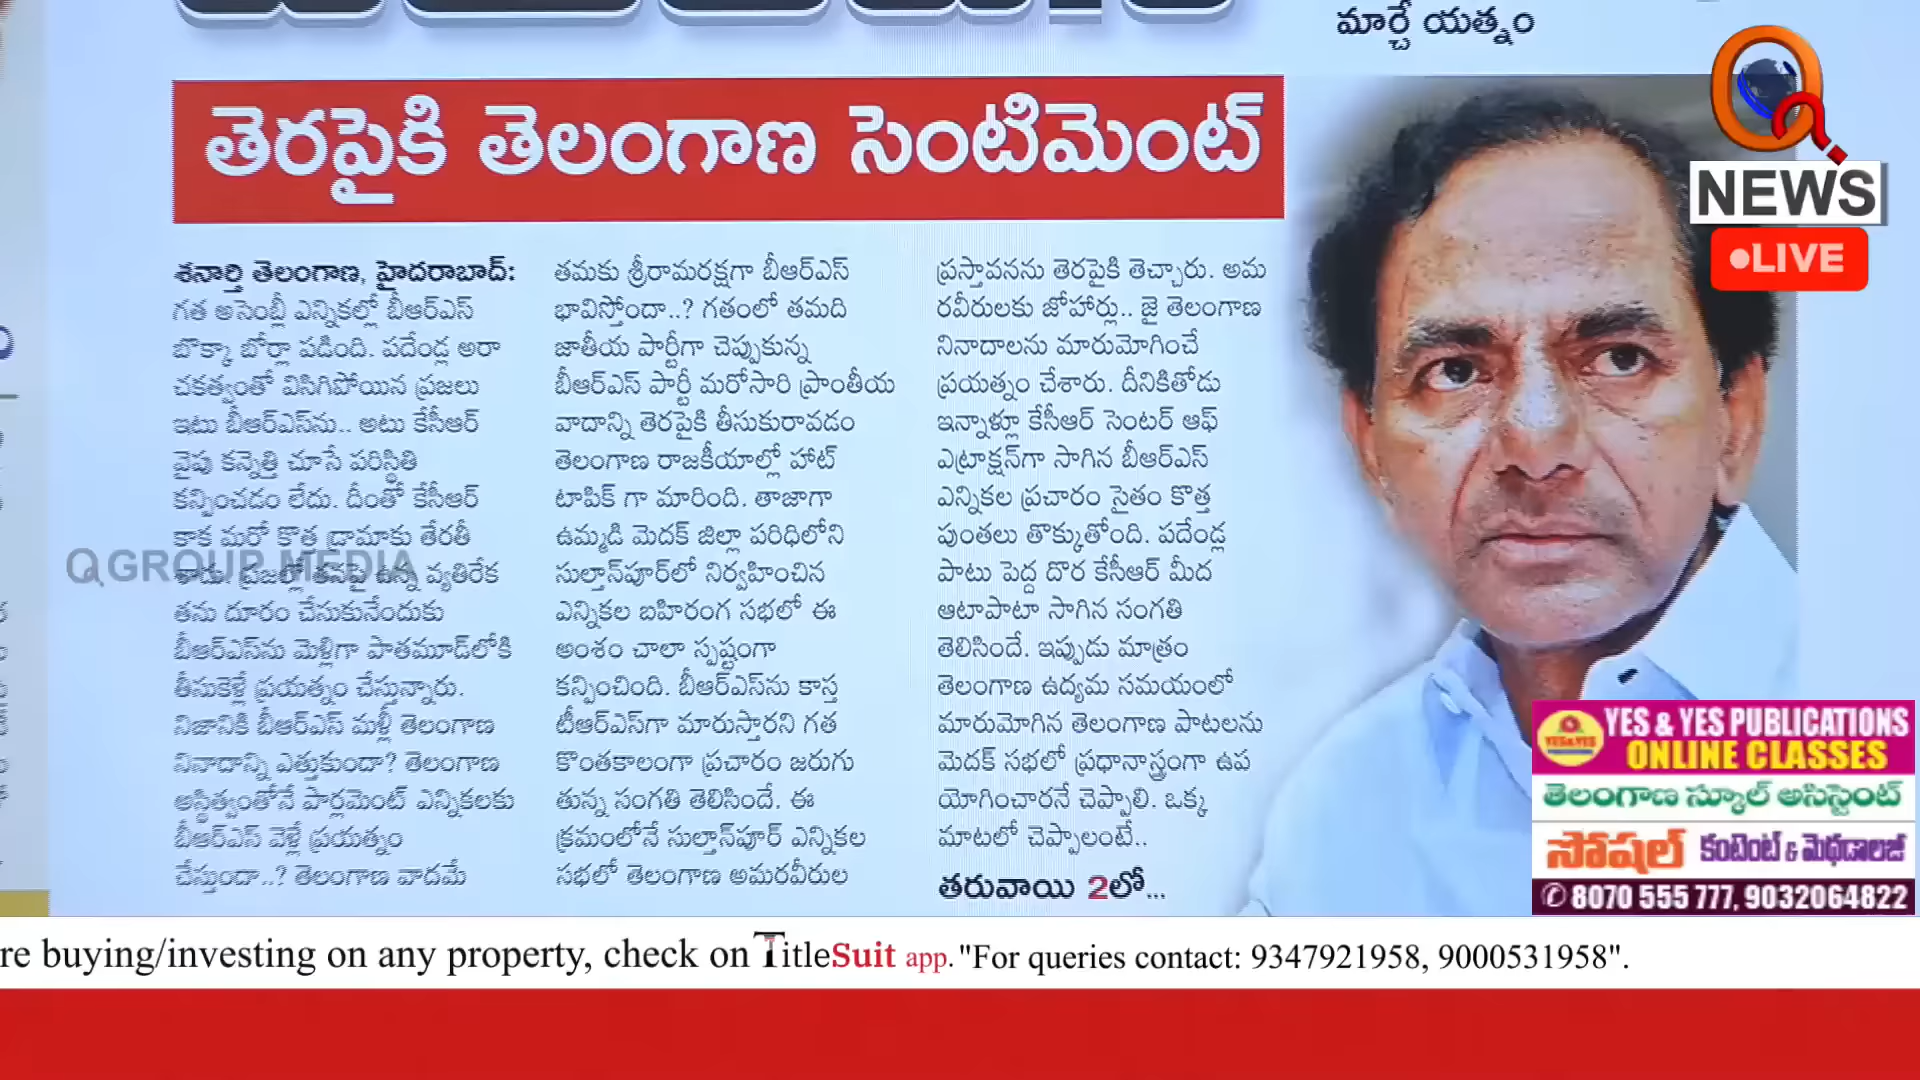 మార్చే యత్నం
తెరపైకి తెలంగాణ సెంటిమెంట్
శనార్తి తెలంగాణ, హైదరాబాద్:
గత అసెంబ్లీ ఎన్నికల్లో బీఆర్ఎస్
బొక్కా బోర్లా పడింది. పదేండ్ల అరా
చకత్వంతో విసిగిపోయిన ప్రజలు
ఇటు బీఆర్ఎస్‌ను.. అటు కేసీఆర్
వైపు కన్నెత్తి చూసే పరిస్థితి
కన్పించడం లేదు. దీంతో కేసీఆర్
కాక మరో కొత్త డ్రామాకు తేరతీ
శాడు. ప్రజల్లో తనపై ఉన్న వ్యతిరేక
తను దూరం చేసుకునేందుకు
బీఆర్ఎస్‌ను మెల్లిగా పాతమూడ్‌లోకి
తీసుకెళ్లే ప్రయత్నం చేస్తున్నారు.
నిజానికి బీఆర్ఎస్ మళ్లీ తెలంగాణ
నినాదాన్ని ఎత్తుకుందా? తెలంగాణ
అస్థిత్వంతోనే పార్లమెంట్ ఎన్నికలకు
బీఆర్ఎస్ వెళ్లే ప్రయత్నం
చేస్తుందా..? తెలంగాణ వాదమే
తమకు శ్రీరామరక్షగా బీఆర్ఎస్
భావిస్తోందా..? గతంలో తమది
జాతీయ పార్టీగా చెప్పుకున్న
బీఆర్ఎస్ పార్టీ మరోసారి ప్రాంతీయ
వాదాన్ని తెరపైకి తీసుకురావడం
తెలంగాణ రాజకీయాల్లో హాట్
టాపిక్ గా మారింది. తాజాగా
ఉమ్మడి మెదక్ జిల్లా పరిధిలోని
సుల్తాన్‌పూర్‌లో నిర్వహించిన
ఎన్నికల బహిరంగ సభలో ఈ
అంశం చాలా స్పష్టంగా
కన్పించింది. బీఆర్ఎస్‌ను కాస్త
టీఆర్ఎస్‌గా మారుస్తారని గత
కొంతకాలంగా ప్రచారం జరుగు
తున్న సంగతి తెలిసిందే. ఈ
క్రమంలోనే సుల్తాన్‌పూర్ ఎన్నికల
సభలో తెలంగాణ అమరవీరుల
ప్రస్తావనను తెరపైకి తెచ్చారు. అమ
రవీరులకు జోహార్లు.. జై తెలంగాణ
నినాదాలను మారుమోగించే
ప్రయత్నం చేశారు. దీనికితోడు
ఇన్నాళ్లూ కేసీఆర్ సెంటర్ ఆఫ్
ఎట్రాక్షన్‌గా సాగిన బీఆర్ఎస్
ఎన్నికల ప్రచారం సైతం కొత్త
పుంతలు తొక్కుతోంది. పదేండ్ల
పాటు పెద్ద దొర కేసీఆర్ మీద
ఆటాపాటా సాగిన సంగతి
తెలిసిందే. ఇప్పుడు మాత్రం
తెలంగాణ ఉద్యమ సమయంలో
మారుమోగిన తెలంగాణ పాటలను
మెదక్ సభలో ప్రధానాస్త్రంగా ఉప
యోగించారనే చెప్పాలి. ఒక్క
మాటలో చెప్పాలంటే..
తరువాయి 2లో...
Q GROUP MEDIA
Q
NEWS
LIVE
YES & YES PUBLICATIONS
ONLINE CLASSES
తెలంగాణ స్కూల్ అసిస్టెంట్
సోషల్ కంటెంట్ & మెథడాలజీ
8070 555 777, 9032064822
re buying/investing on any property, check on TitleSuit app. "For queries contact: 9347921958, 9000531958".